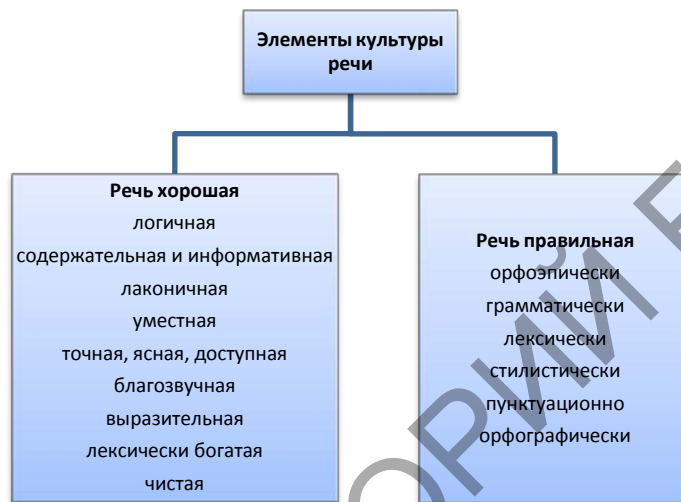 Элементы культуры
речи
Речь хорошая
логичная
содержательная и информативная
лаконичная
уместная
точная, ясная, доступная
благозвучная
выразительная
лексически богатая
чистая
Речь правильная
орфоэпически
грамматически
лексически
стилистически
пунктуационно
орфографически